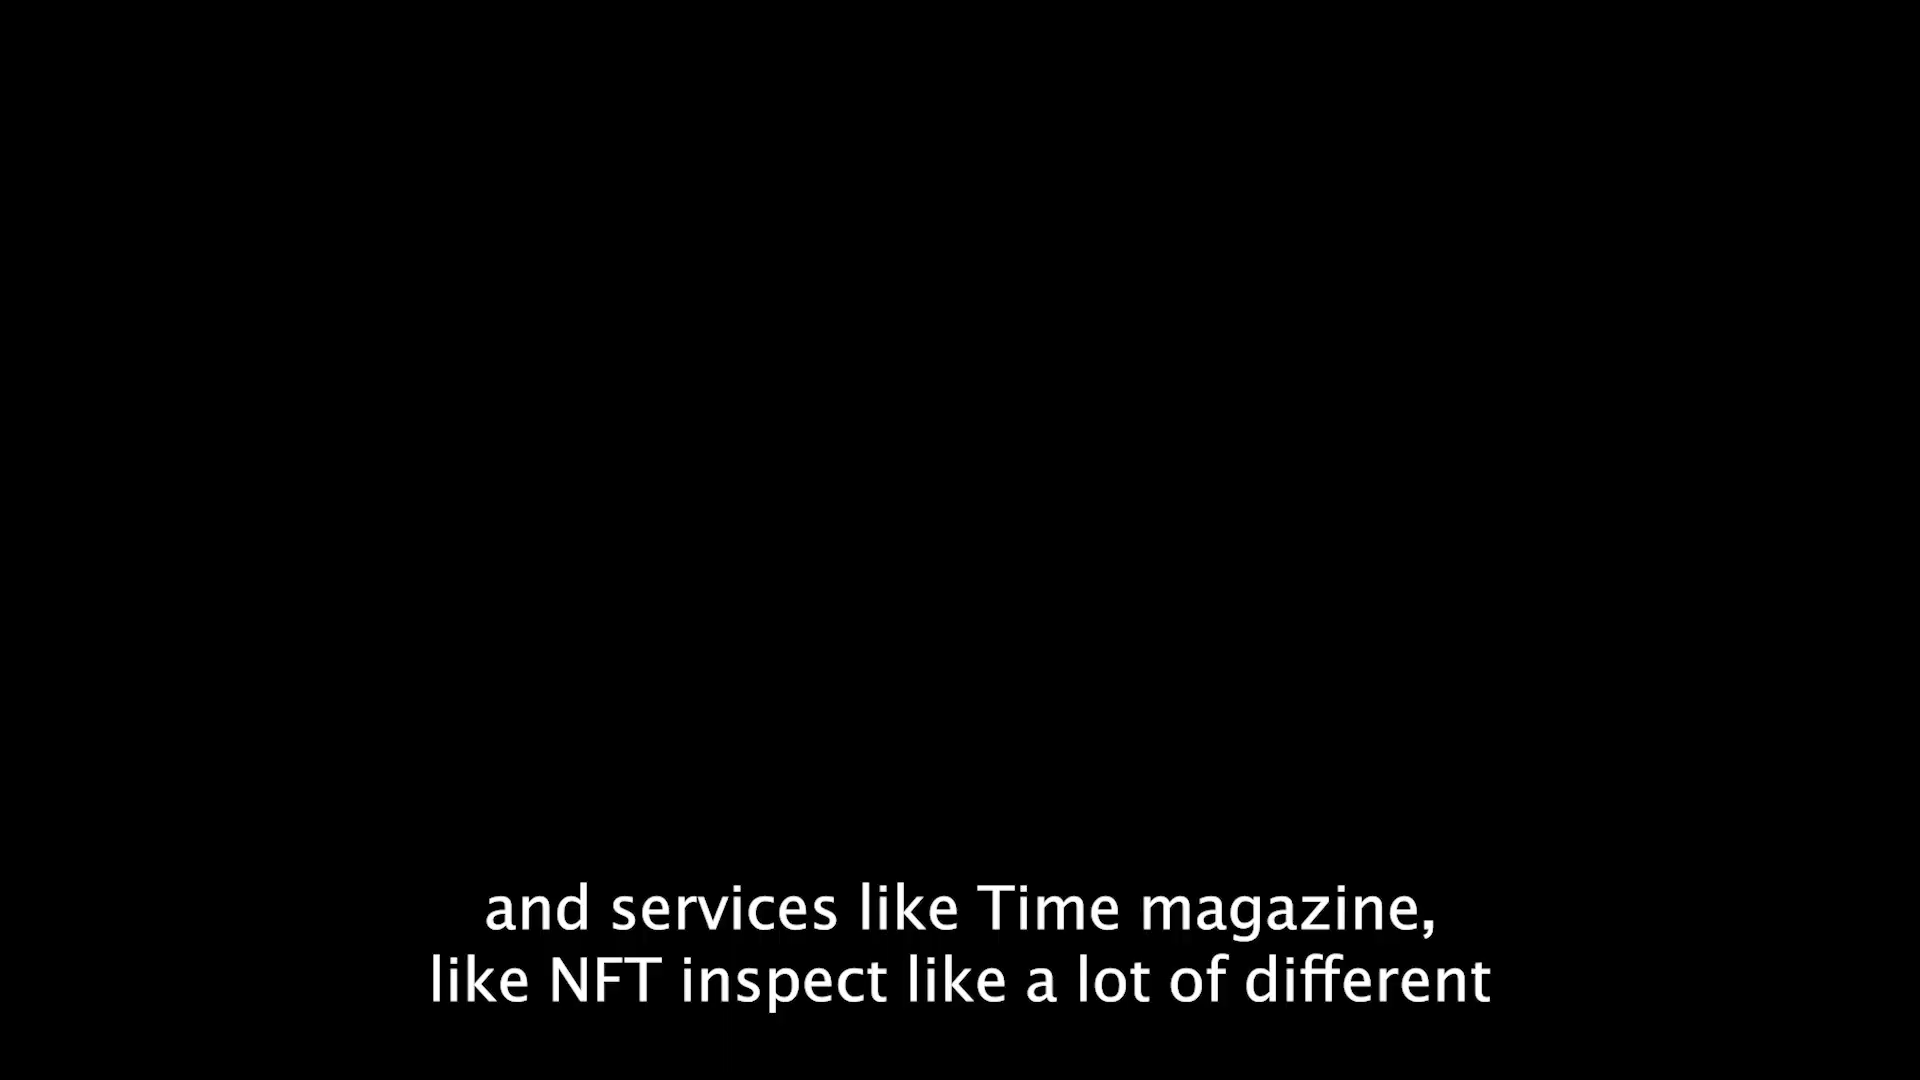 and services like Time magazine,
like NFT inspect like a lot of different